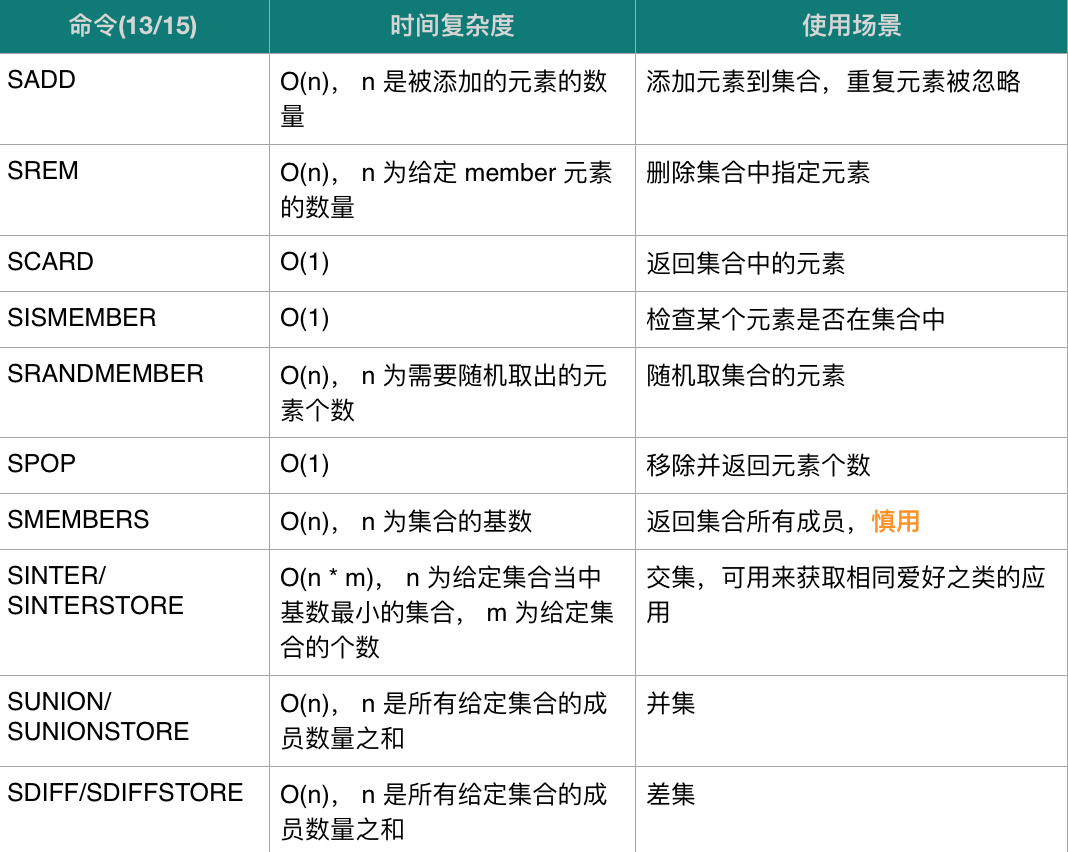 命令(13/15) 时间复杂度 使用场景
SADD
O(n)， n 是被添加的元素的数
量
添加元素到集合，重复元素被忽略
SREM
O(n)， n 为给定 member 元素
的数量
删除集合中指定元素
SCARD
O(1)
返回集合中的元素
SISMEMBER
O(1)
检查某个元素是否在集合中
SRANDMEMBER
O(n)， n 为需要随机取出的元
素个数
随机取集合的元素
SPOP
O(1)
移除并返回元素个数
SMEMBERS
O(n)， n 为集合的基数
返回集合所有成员，慎用
SINTER/
SINTERSTORE
O(n * m)， n 为给定集合当中
基数最小的集合， m 为给定集
合的个数
交集，可用来获取相同爱好之类的应
用
SUNION/
SUNIONSTORE
O(n)， n 是所有给定集合的成
员数量之和
并集
SDIFF/SDIFFSTORE
O(n)， n 是所有给定集合的成
员数量之和
差集